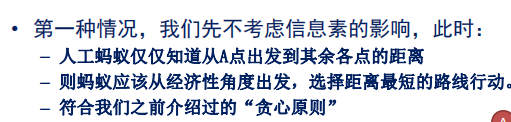 • 第一种情况，我们先不考虑信息素的影响，此时：
– 人工蚂蚁仅仅知道从A点出发到其余各点的距离
– 则蚂蚁应该从经济性角度出发，选择距离最短的路线行动。
– 符合我们之前介绍过的“贪心原则”